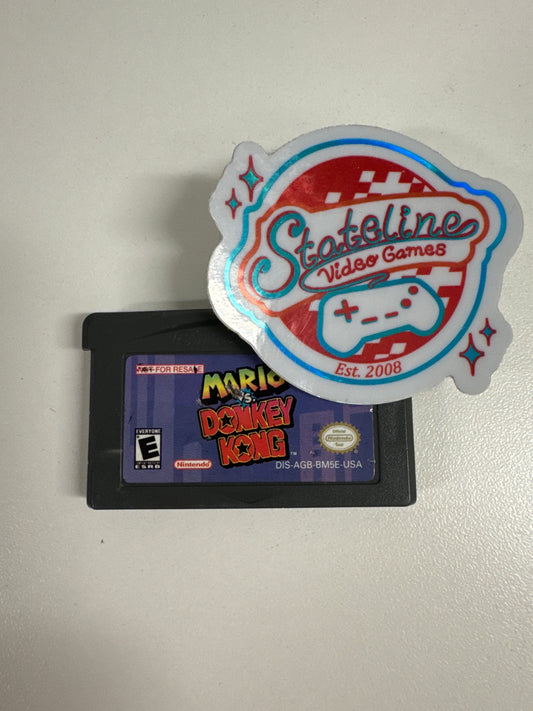 Stateline
Video Games
Est. 2008
NOT FOR RESALE
MARIO
VS.
DONKEY
KONG
TM
EVERYONE
E
ESRB
Nintendo
Official
Nintendo
Seal
DIS-AGB-BM5E-USA